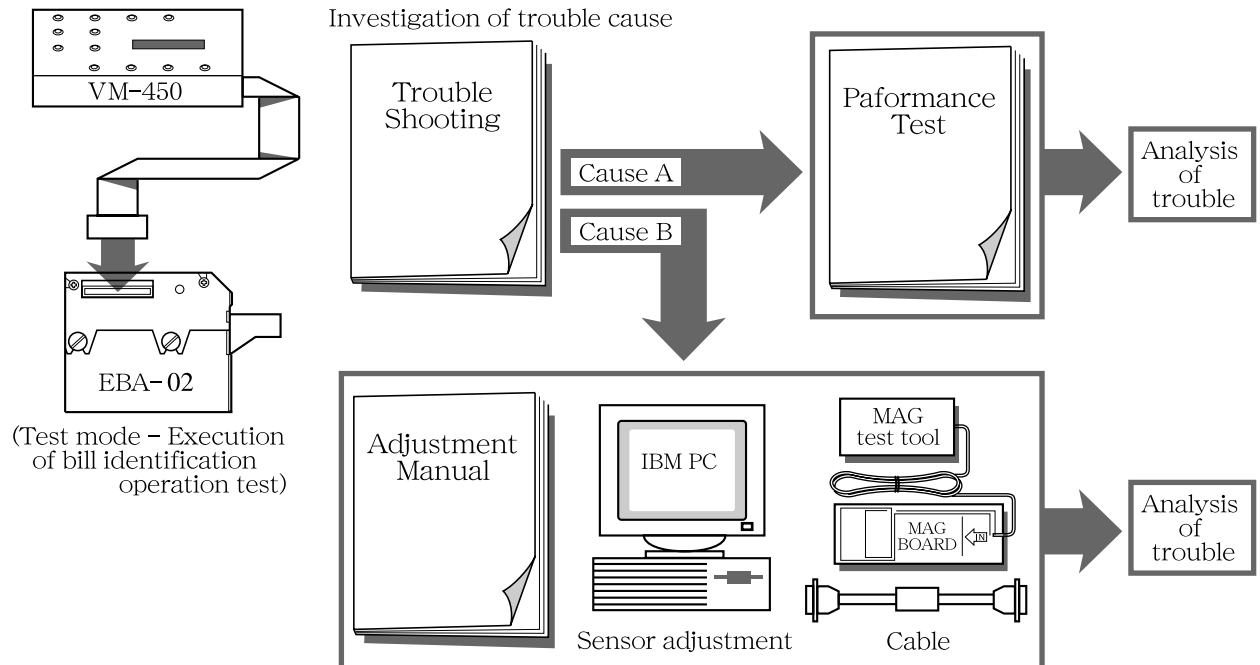 Investigation of trouble cause
VM-450
EBA-02
(Test mode - Execution
of bill identification
operation test)
Trouble
Shooting
Cause A
Cause B
Paformance
Test
Analysis
of
trouble
Adjustment
Manual
IBM PC
Sensor adjustment
MAG
test tool
MAG
BOARD
IN
Cable
Analysis
of
trouble